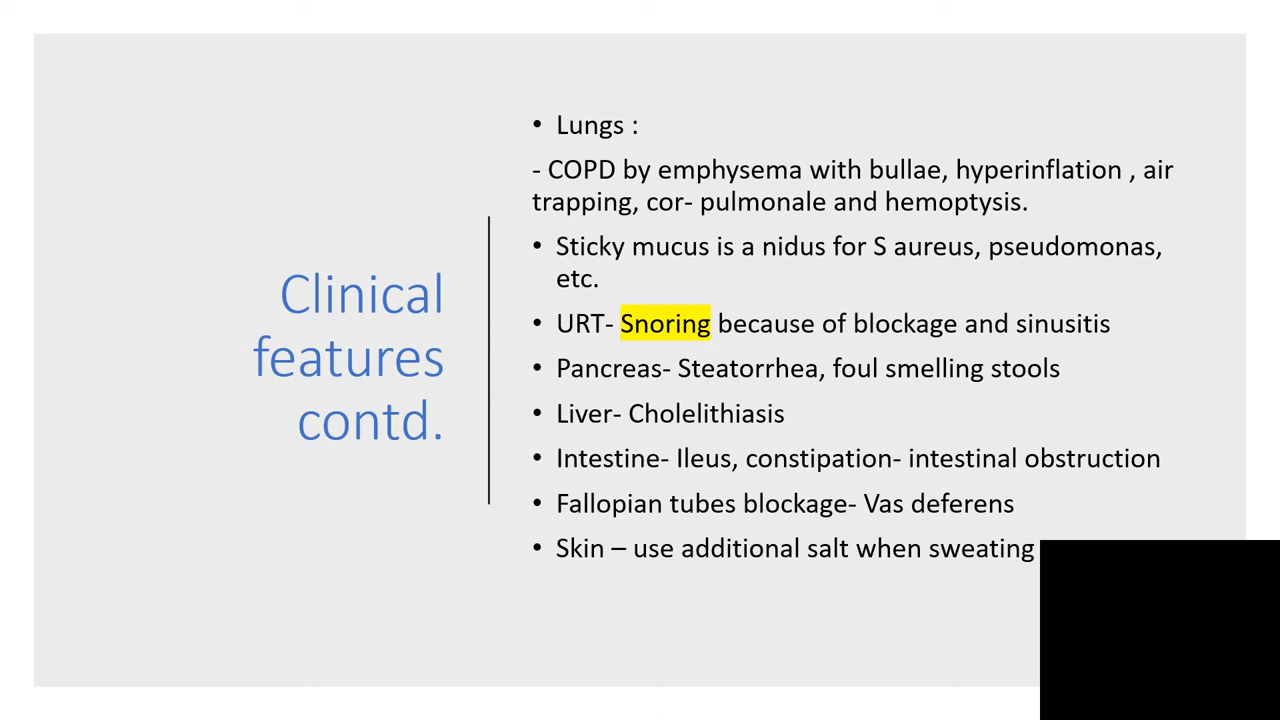 Clinical
features
contd.
• Lungs :
- COPD by emphysema with bullae, hyperinflation , air
trapping, cor- pulmonale and hemoptysis.
• Sticky mucus is a nidus for S aureus, pseudomonas,
etc.
• URT- Snoring because of blockage and sinusitis
• Pancreas- Steatorrhea, foul smelling stools
• Liver- Cholelithiasis
• Intestine- Ileus, constipation- intestinal obstruction
• Fallopian tubes blockage- Vas deferens
• Skin – use additional salt when sweating